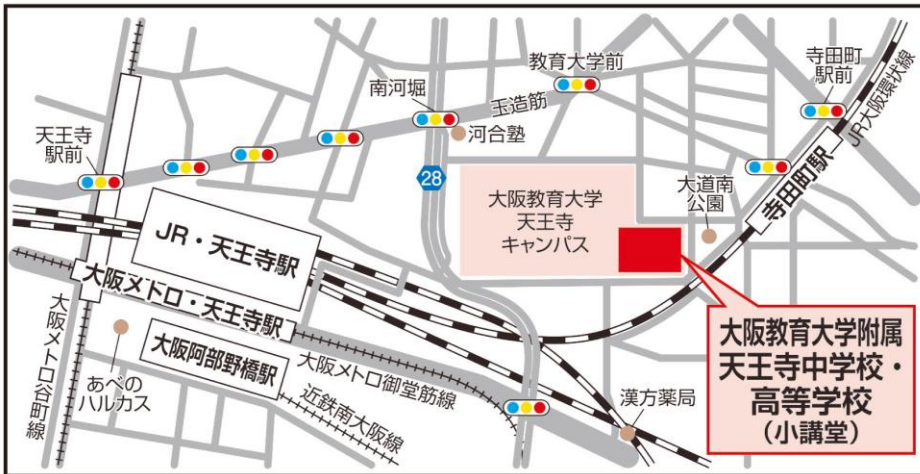 教育大学前
寺田町
駅前
JR大阪環状線
南河堀
玉造筋
河合塾
天王寺
駅前
28
大阪教育大学
天王寺
キャンパス
大道南
公園
寺田町駅
JR・天王寺駅
大阪メトロ・天王寺駅
大阪阿部野橋駅
大阪メトロ谷町線
あべの
ハルカス
大阪メトロ御堂筋線
近鉄南大阪線
漢方薬局
大阪教育大学附属
天王寺中学校・
高等学校
(小講堂)